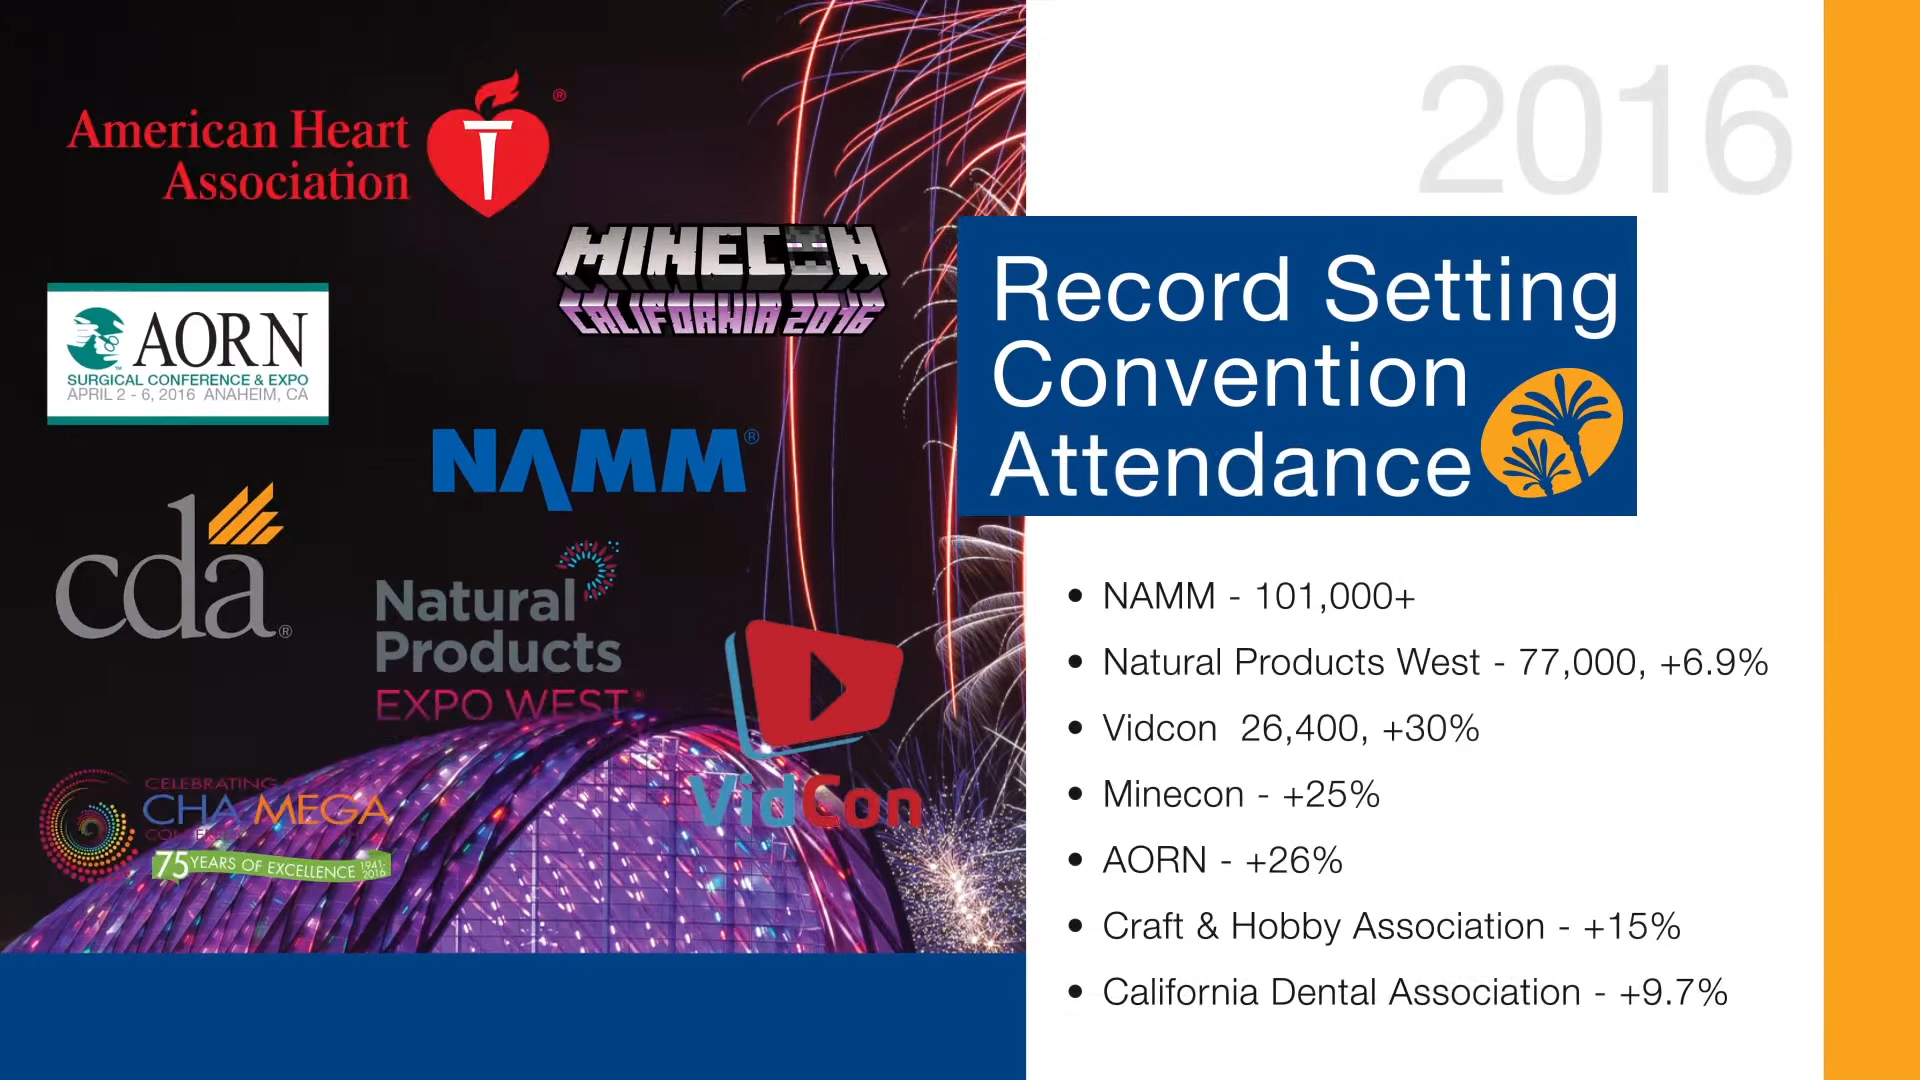 American Heart
Association
®
MINECON
CALIFORNIA 2016
AORN
™
SURGICAL CONFERENCE & EXPO
APRIL 2 - 6, 2016 ANAHEIM, CA
NAMM®
cda®
Natural
Products
EXPO WEST®
VidCon
CELEBRATING
CHA MEGA
75 YEARS OF EXCELLENCE 1941-2016
2016
Record Setting
Convention
Attendance
• NAMM - 101,000+
• Natural Products West - 77,000, +6.9%
• Vidcon 26,400, +30%
• Minecon - +25%
• AORN - +26%
• Craft & Hobby Association - +15%
• California Dental Association - +9.7%